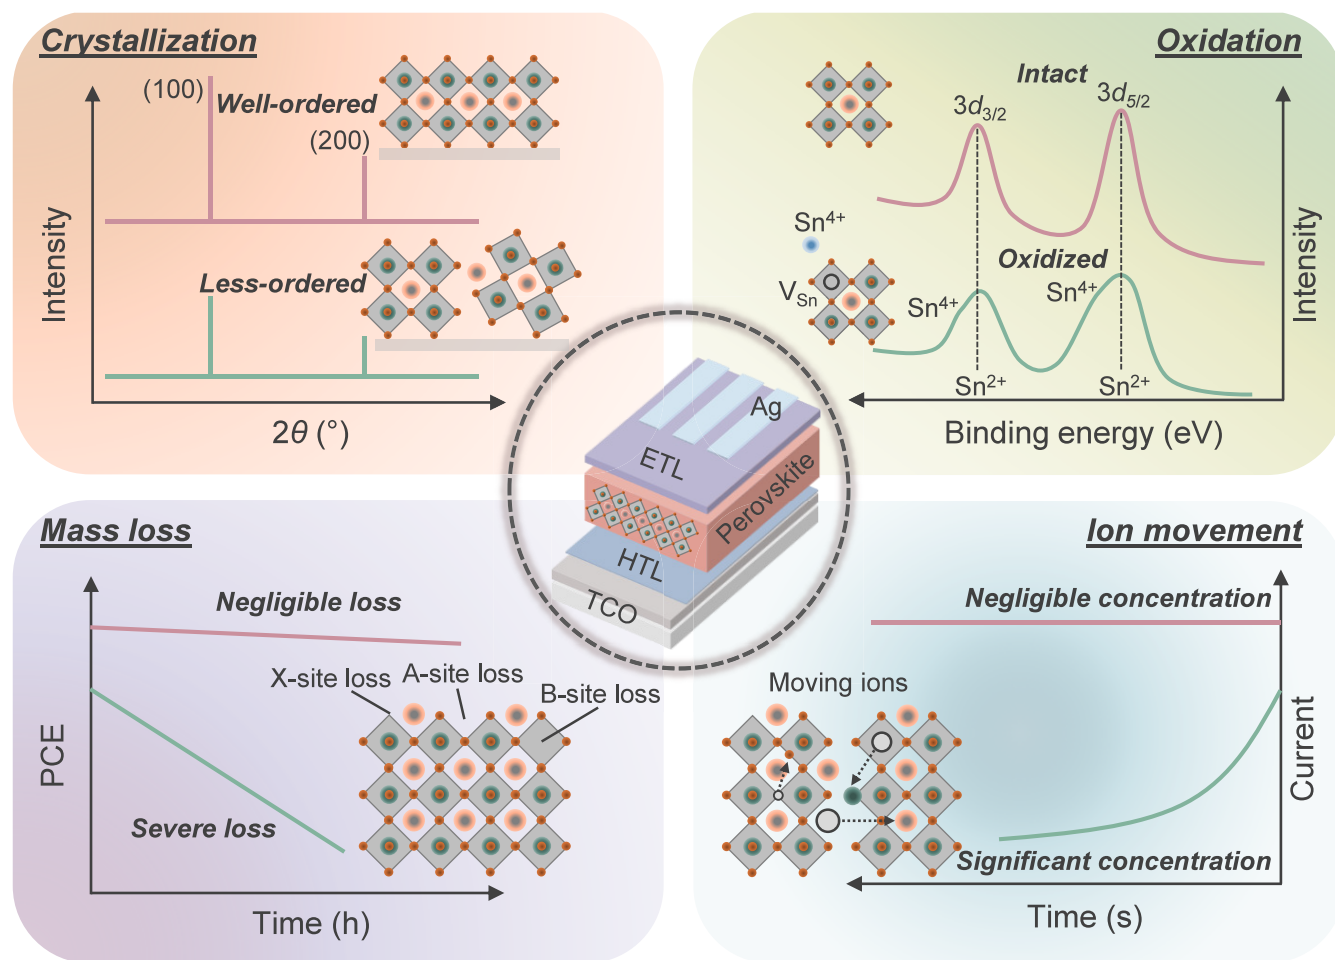 Crystallization
(100)
Well-ordered
(200)
Less-ordered
Intensity
2θ (°)
Oxidation
Intact
3d3/2
3d5/2
Sn4+
Oxidized
VSn
Sn4+
Sn4+
Sn2+
Sn2+
Intensity
Binding energy (eV)
Ag
ETL
Perovskite
HTL
TCO
Mass loss
Negligible loss
X-site loss
A-site loss
B-site loss
PCE
Severe loss
Time (h)
Ion movement
Negligible concentration
Moving ions
Current
Significant concentration
Time (s)